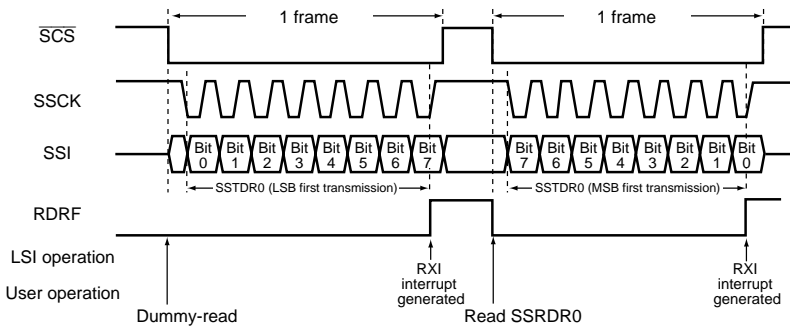 1 frame 1 frame
SCS
SSCK
SSI Bit 0 Bit 1 Bit 2 Bit 3 Bit 4 Bit 5 Bit 6 Bit 7 Bit 7 Bit 6 Bit 5 Bit 4 Bit 3 Bit 2 Bit 1 Bit 0
SSTDR0 (LSB first transmission) SSTDR0 (MSB first transmission)
RDRF
LSI operation
RXI interrupt generated
RXI interrupt generated
User operation
Dummy-read Read SSRDR0